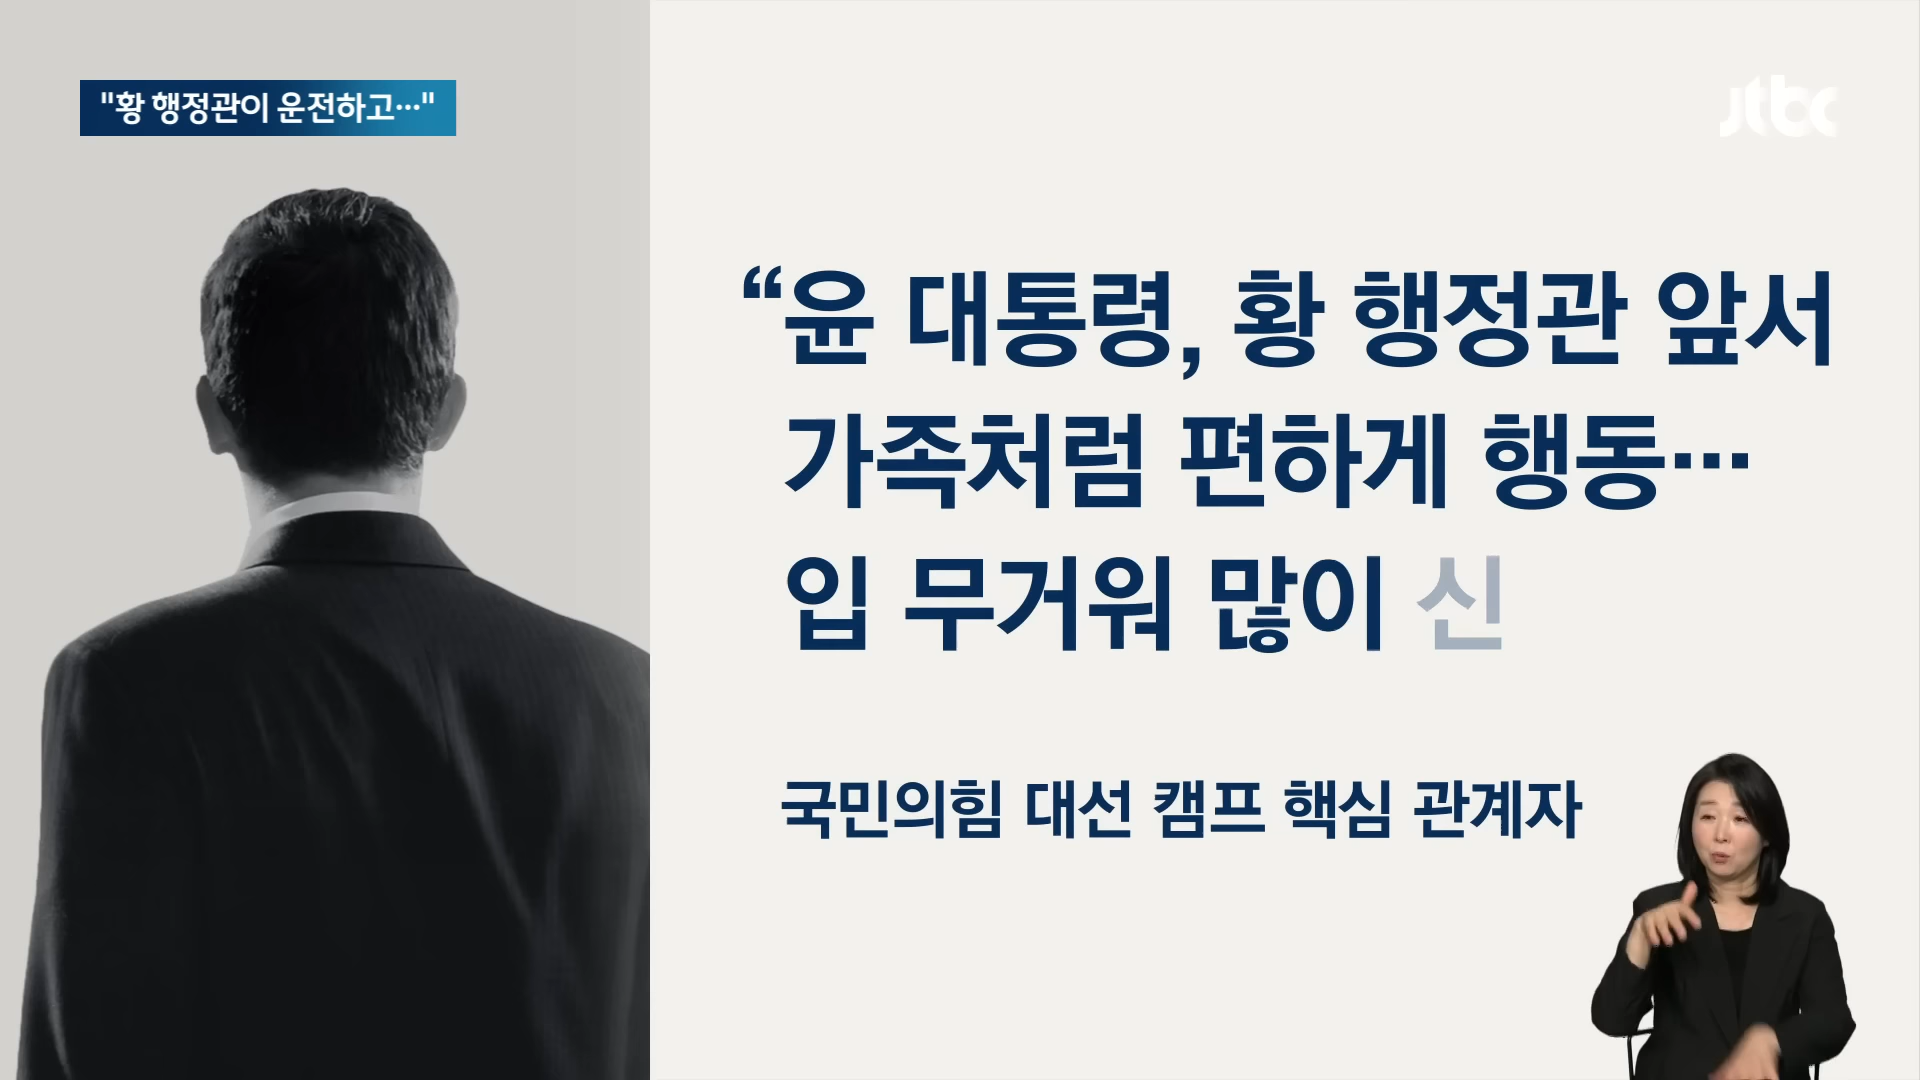 "황 행정관이 운전하고…"
jtbc
“윤 대통령, 황 행정관 앞서
가족처럼 편하게 행동…
입 무거워 많이 신
국민의힘 대선 캠프 핵심 관계자